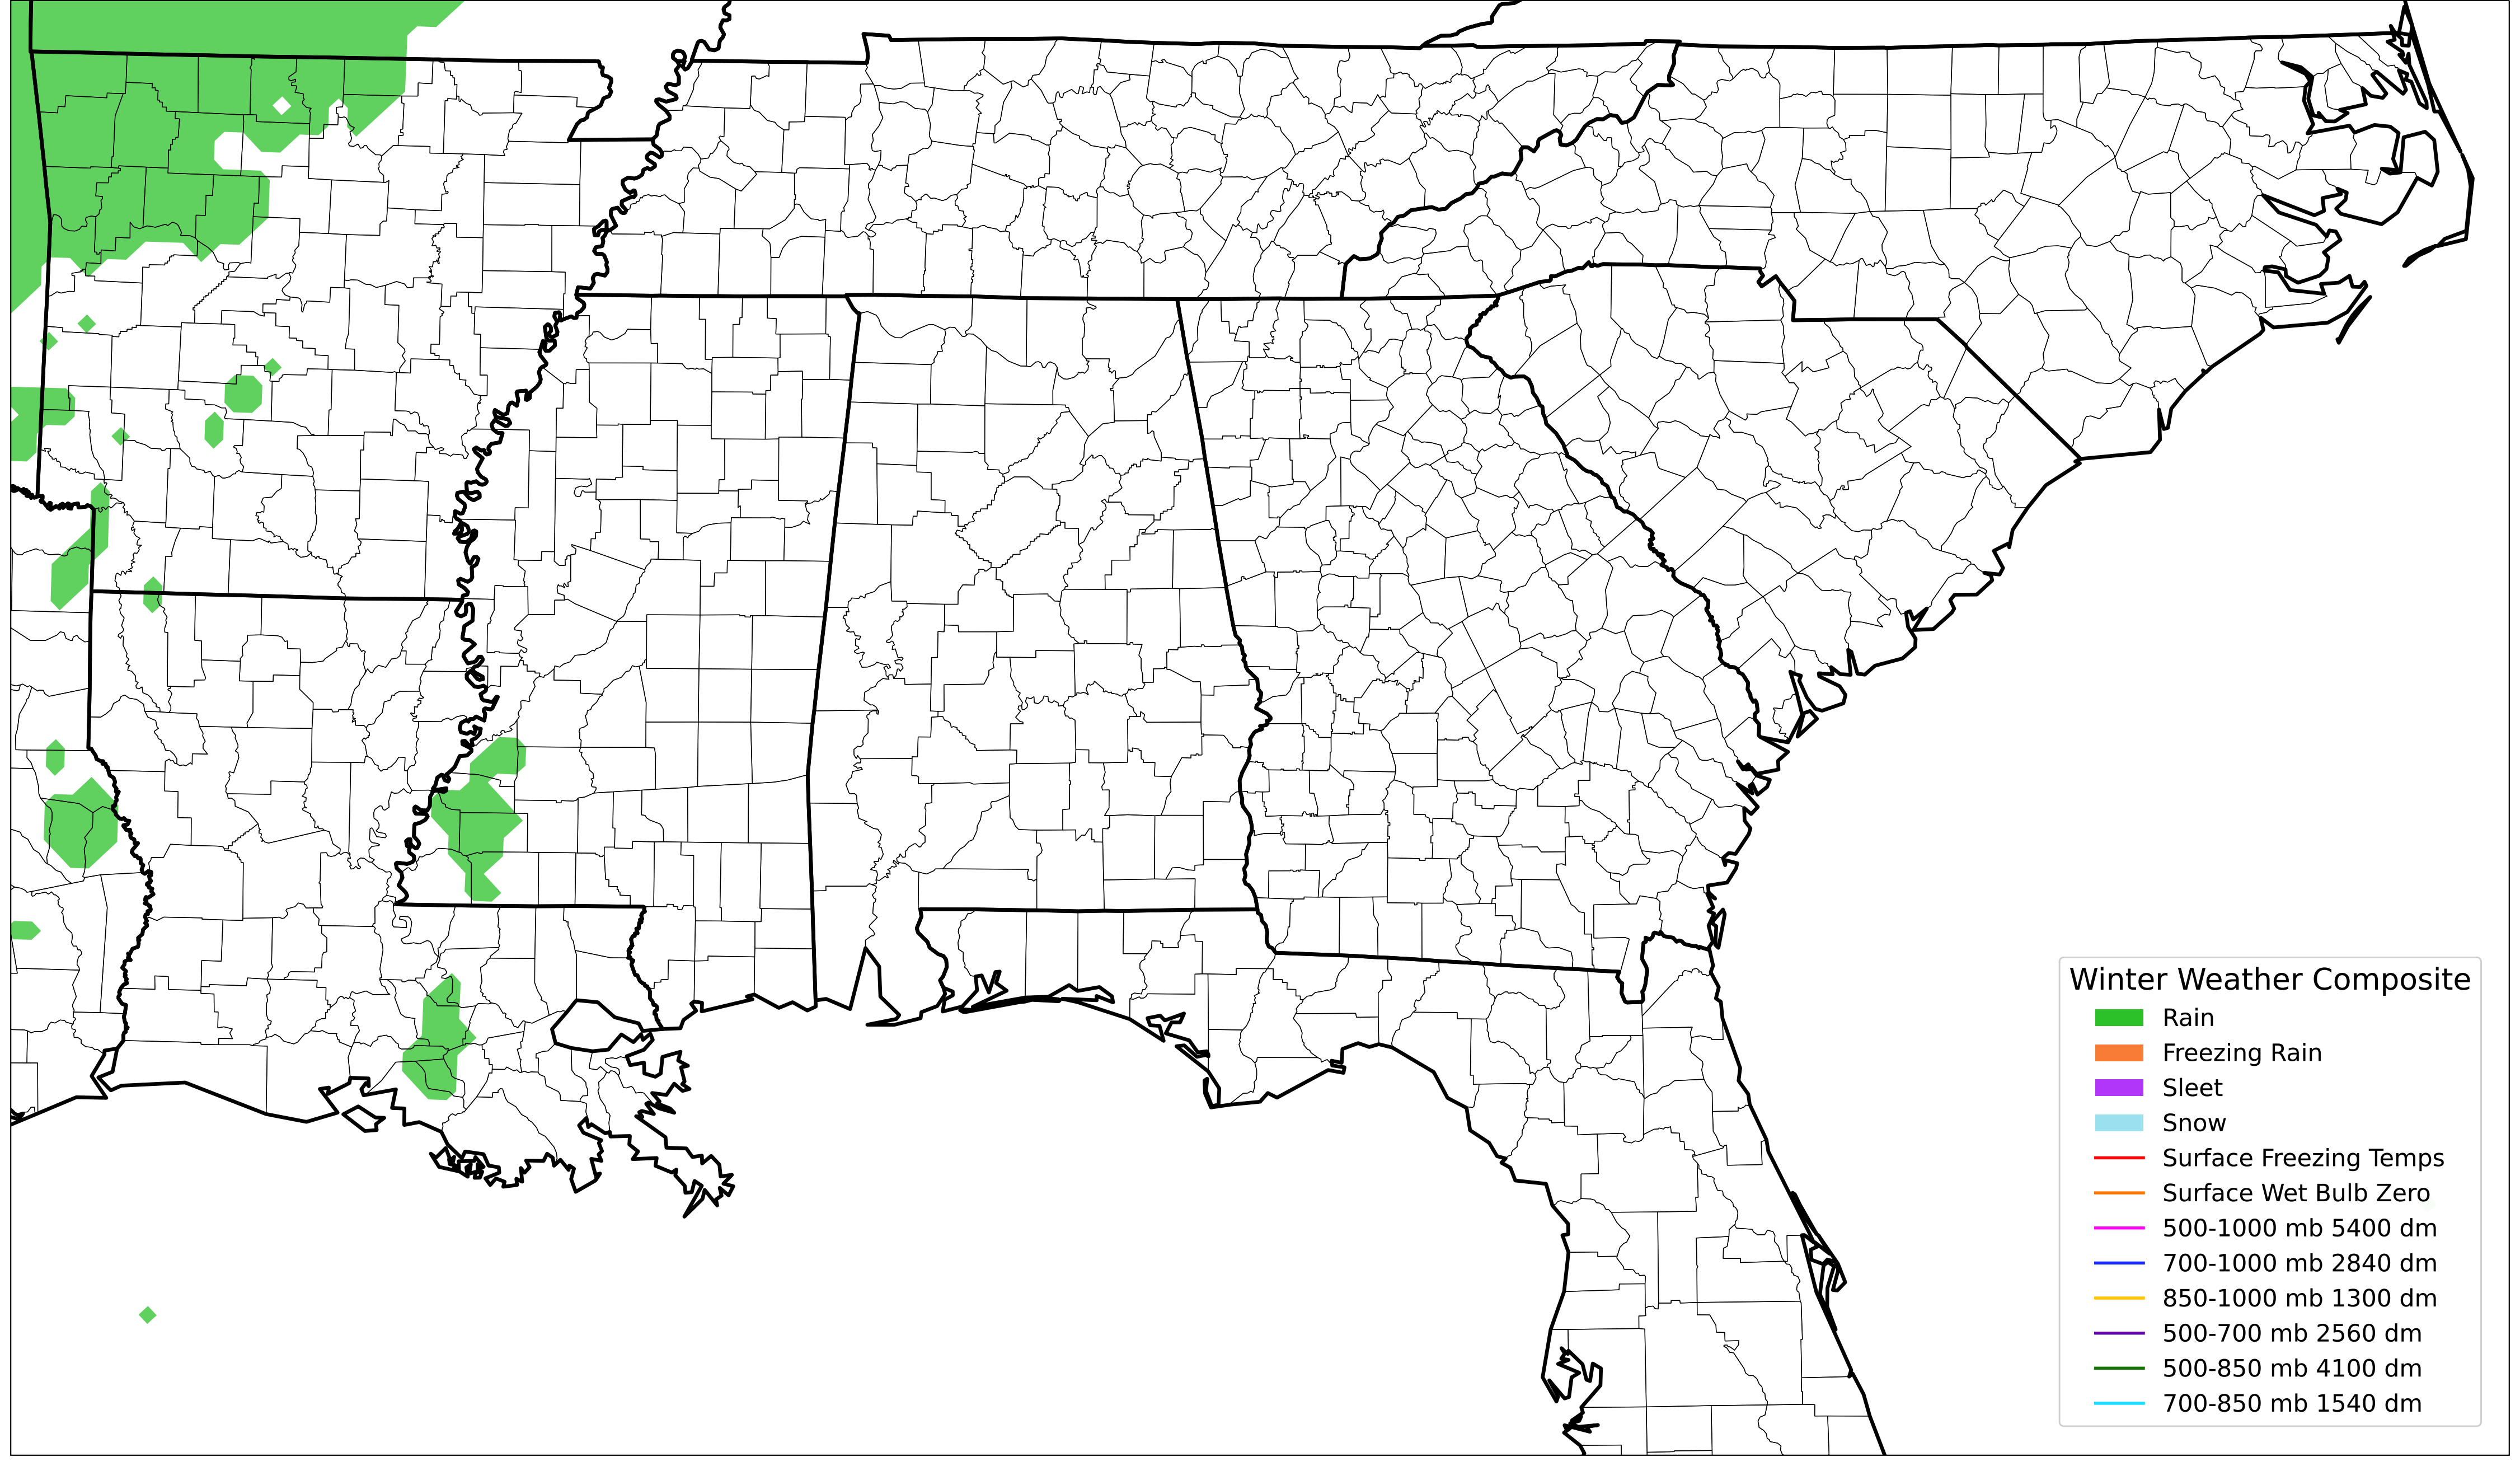 Winter Weather Composite
Rain
Freezing Rain
Sleet
Snow
Surface Freezing Temps
Surface Wet Bulb Zero
500-1000 mb 5400 dm
700-1000 mb 2840 dm
850-1000 mb 1300 dm
500-700 mb 2560 dm
500-850 mb 4100 dm
700-850 mb 1540 dm